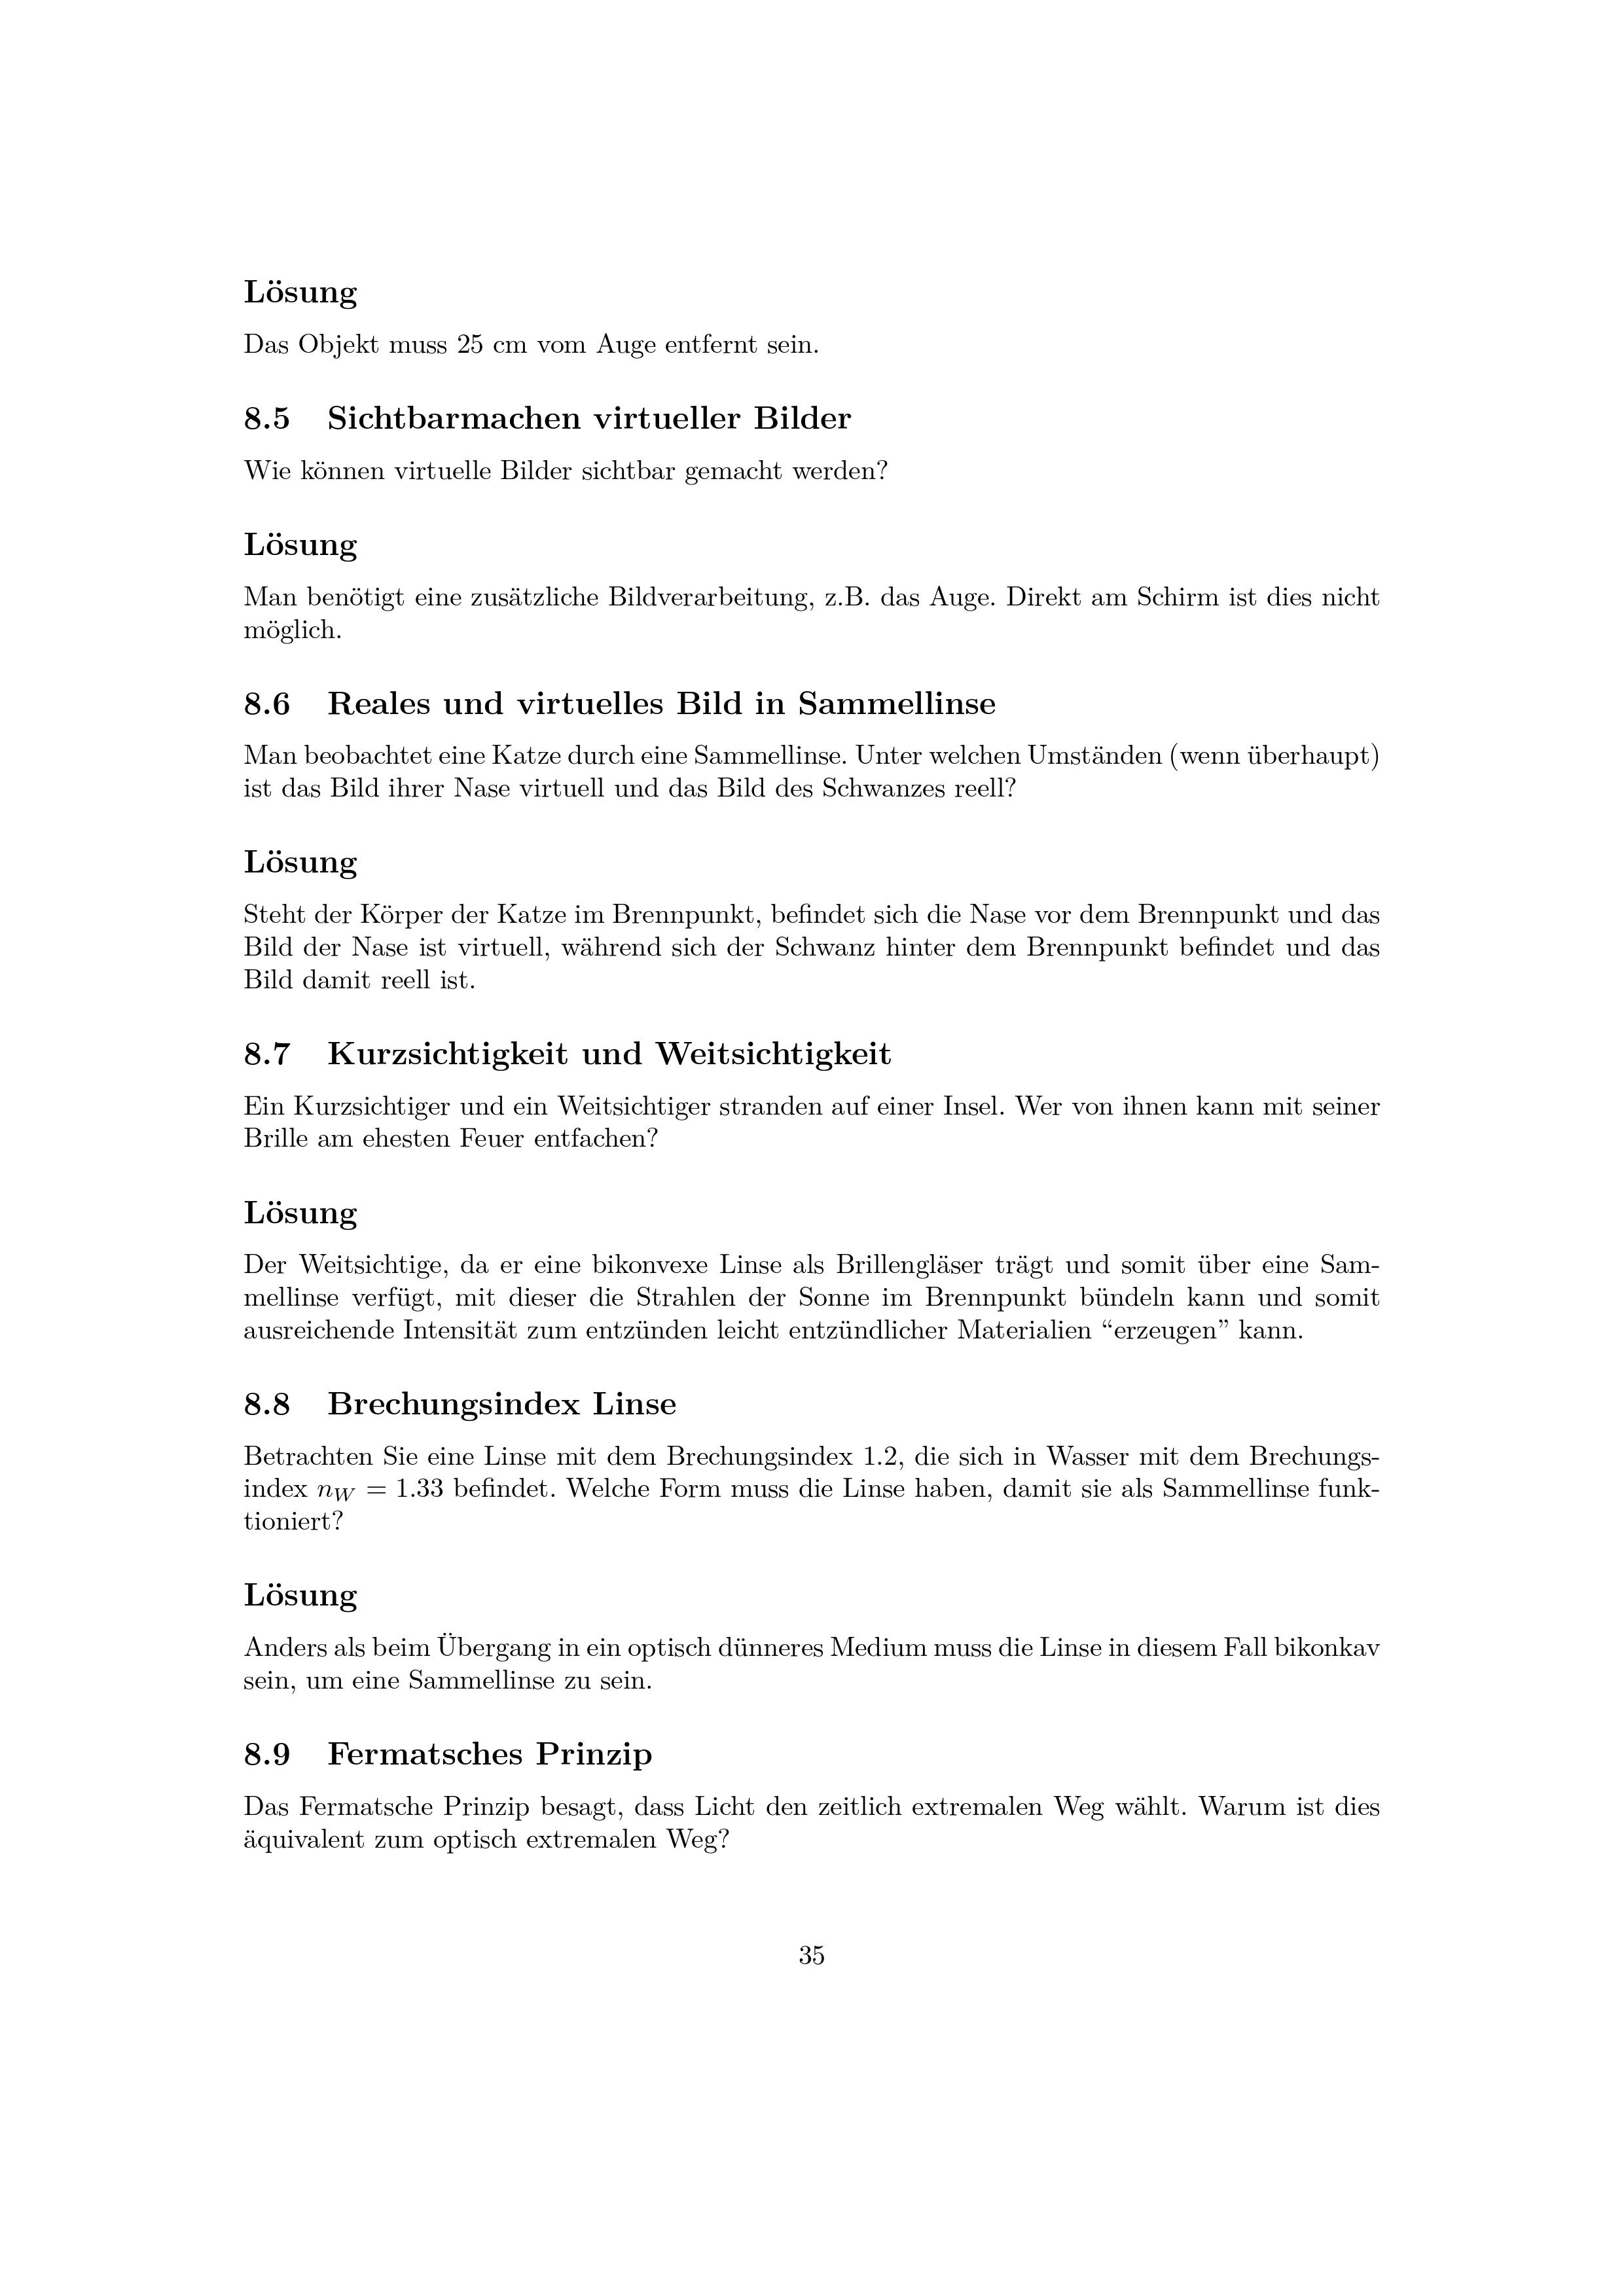 Lösung
Das Objekt muss 25 cm vom Auge entfernt sein.
8.5 Sichtbarmachen virtueller Bilder
Wie können virtuelle Bilder sichtbar gemacht werden?
Lösung
Man benötigt eine zusätzliche Bildverarbeitung, z.B. das Auge. Direkt am Schirm ist dies nicht
möglich.
8.6 Reales und virtuelles Bild in Sammellinse
Man beobachtet eine Katze durch eine Sammellinse. Unter welchen Umständen (wenn überhaupt)
ist das Bild ihrer Nase virtuell und das Bild des Schwanzes reell?
Lösung
Steht der Körper der Katze im Brennpunkt, befindet sich die Nase vor dem Brennpunkt und das
Bild der Nase ist virtuell, während sich der Schwanz hinter dem Brennpunkt befindet und das
Bild damit reell ist.
8.7 Kurzsichtigkeit und Weitsichtigkeit
Ein Kurzsichtiger und ein Weitsichtiger stranden auf einer Insel. Wer von ihnen kann mit seiner
Brille am ehesten Feuer entfachen?
Lösung
Der Weitsichtige, da er eine bikonvexe Linse als Brillengläser trägt und somit über eine Sam-
mellinse verfügt, mit dieser die Strahlen der Sonne im Brennpunkt bündeln kann und somit
ausreichende Intensität zum entzünden leicht entzündlicher Materialien “erzeugen” kann.
8.8 Brechungsindex Linse
Betrachten Sie eine Linse mit dem Brechungsindex 1.2, die sich in Wasser mit dem Brechungs-
index n_W = 1.33 befindet. Welche Form muss die Linse haben, damit sie als Sammellinse funk-
tioniert?
Lösung
Anders als beim Übergang in ein optisch dünneres Medium muss die Linse in diesem Fall bikonkav
sein, um eine Sammellinse zu sein.
8.9 Fermatsches Prinzip
Das Fermatsche Prinzip besagt, dass Licht den zeitlich extremalen Weg wählt. Warum ist dies
äquivalent zum optisch extremalen Weg?
35